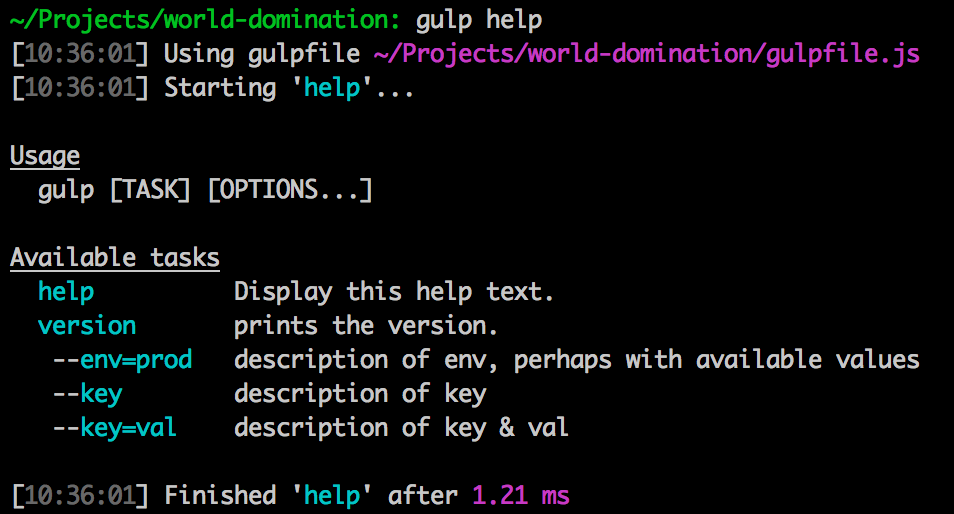 ~/Projects/world-domination: gulp help
[10:36:01] Using gulpfile ~/Projects/world-domination/gulpfile.js
[10:36:01] Starting 'help'...
Usage
gulp [TASK] [OPTIONS...]
Available tasks
help Display this help text.
version prints the version.
--env=prod description of env, perhaps with available values
--key description of key
--key=val description of key & val
[10:36:01] Finished 'help' after 1.21 ms